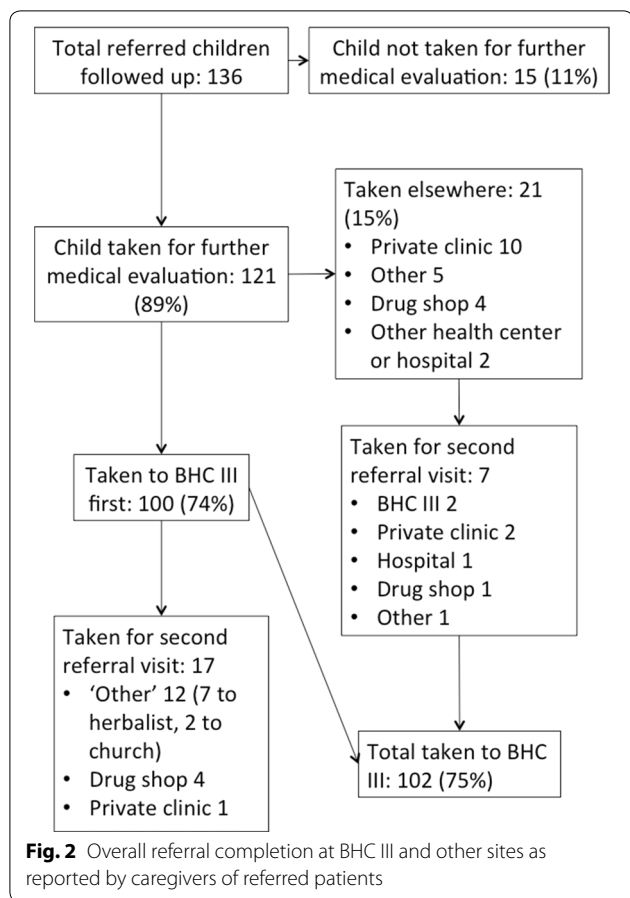 Total referred children
followed up: 136
Child not taken for further
medical evaluation: 15 (11%)
Child taken for further
medical evaluation: 121
(89%)
Taken elsewhere: 21
(15%)
• Private clinic 10
• Other 5
• Drug shop 4
• Other health center
or hospital 2
Taken to BHC III
first: 100 (74%)
Taken for second
referral visit: 7
• BHC III 2
• Private clinic 2
• Hospital 1
• Drug shop 1
• Other 1
Taken for second
referral visit: 17
• ‘Other’ 12 (7 to
herbalist, 2 to
church)
• Drug shop 4
• Private clinic 1
Total taken to BHC
III: 102 (75%)
Fig. 2 Overall referral completion at BHC III and other sites as
reported by caregivers of referred patients